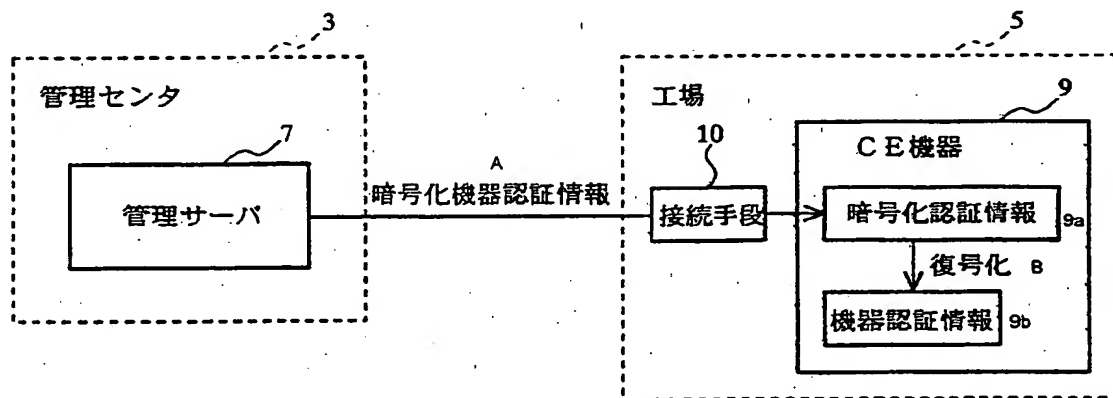 3
管理センタ
7
管理サーバ
A
暗号化機器認証情報
5
工場
10
接続手段
9
CE機器
暗号化認証情報 9a
復号化 B
機器認証情報 9b